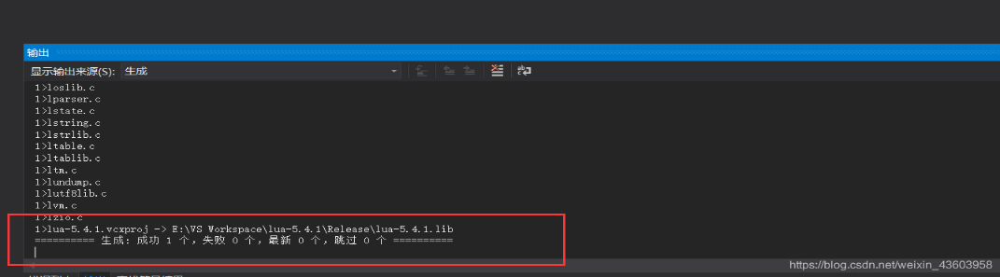 输出
显示输出来源(S): 生成
1>loslib.c
1>lparser.c
1>lstate.c
1>lstring.c
1>lstrlib.c
1>ltable.c
1>ltablib.c
1>ltm.c
1>lundump.c
1>lutf8lib.c
1>lvm.c
1>lzio.c
1>lua-5.4.1.vcxproj -> E:\VS Workspace\lua-5.4.1\Release\lua-5.4.1.lib
========== 生成: 成功 1 个，失败 0 个，最新 0 个，跳过 0 个 ==========
https://blog.csdn.net/weixin_43603958